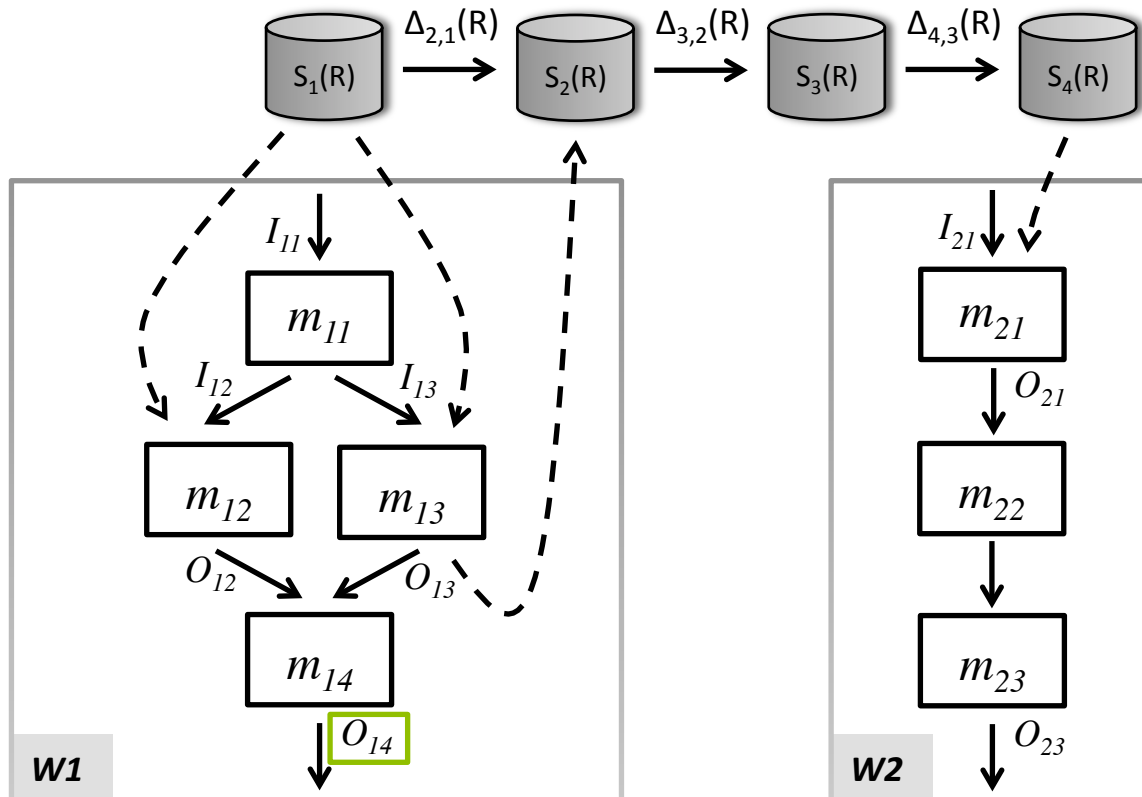 Δ2,1(R) Δ3,2(R) Δ4,3(R)
S1(R) S2(R) S3(R) S4(R)
I11 I21
m11 m21
I12 I13 O21
m12 m13 m22
O12 O13
m14 m23
O14 O23
W1 W2